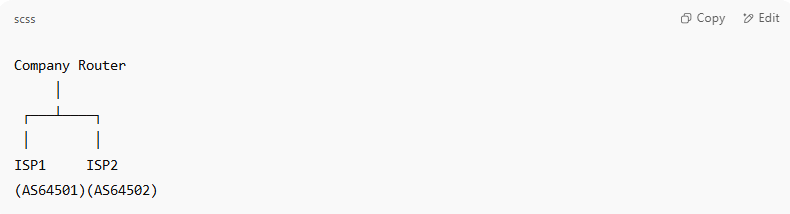 scss
Copy
Edit
Company Router
ISP1 ISP2
(AS64501)(AS64502)